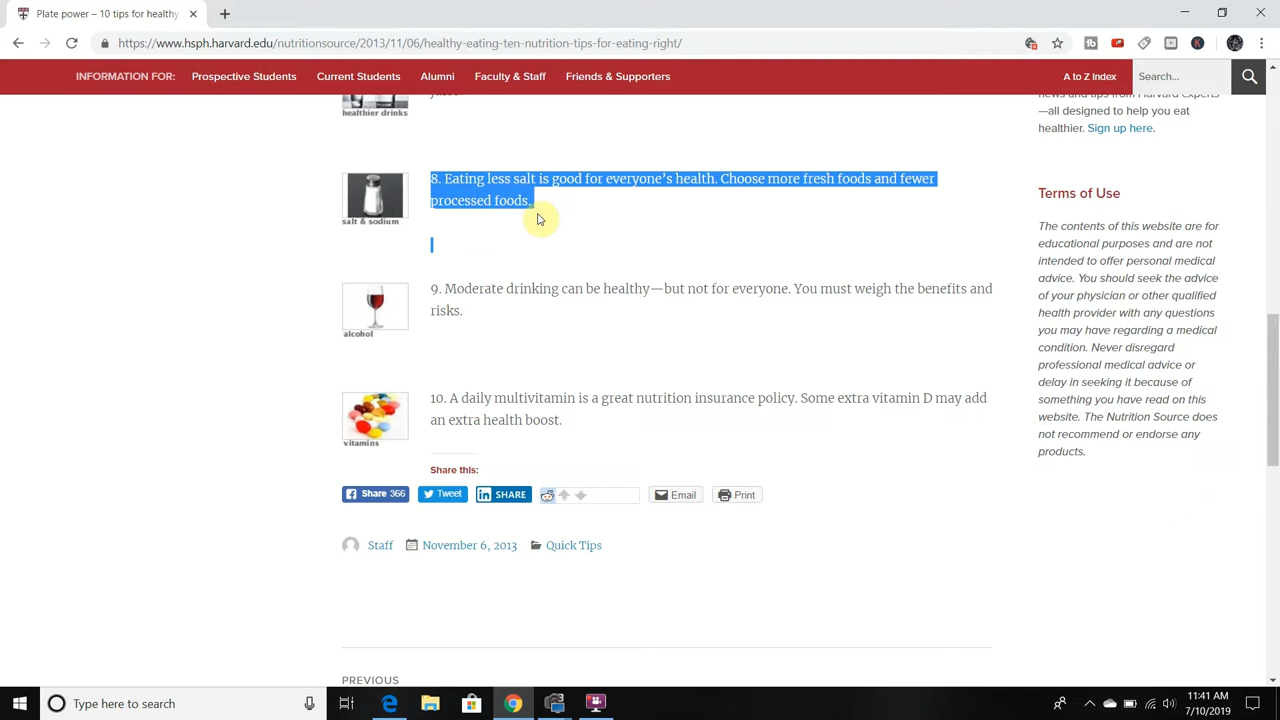 Plate power – 10 tips for healthy
https://www.hsph.harvard.edu/nutritionsource/2013/11/06/healthy-eating-ten-nutrition-tips-for-eating-right/
INFORMATION FOR: Prospective Students Current Students Alumni Faculty & Staff Friends & Supporters A to Z Index Search...
healthier drinks
news and tips from Harvard experts
—all designed to help you eat
healthier. Sign up here.
8. Eating less salt is good for everyone’s health. Choose more fresh foods and fewer
processed foods.
salt & sodium
9. Moderate drinking can be healthy—but not for everyone. You must weigh the benefits and
risks.
alcohol
10. A daily multivitamin is a great nutrition insurance policy. Some extra vitamin D may add
an extra health boost.
vitamins
Share this:
Share 366 Tweet SHARE Email Print
Staff November 6, 2013 Quick Tips
PREVIOUS
Terms of Use
The contents of this website are for
educational purposes and are not
intended to offer personal medical
advice. You should seek the advice
of your physician or other qualified
health provider with any questions
you may have regarding a medical
condition. Never disregard
professional medical advice or
delay in seeking it because of
something you have read on this
website. The Nutrition Source does
not recommend or endorse any
products.
Type here to search
11:41 AM
7/10/2019